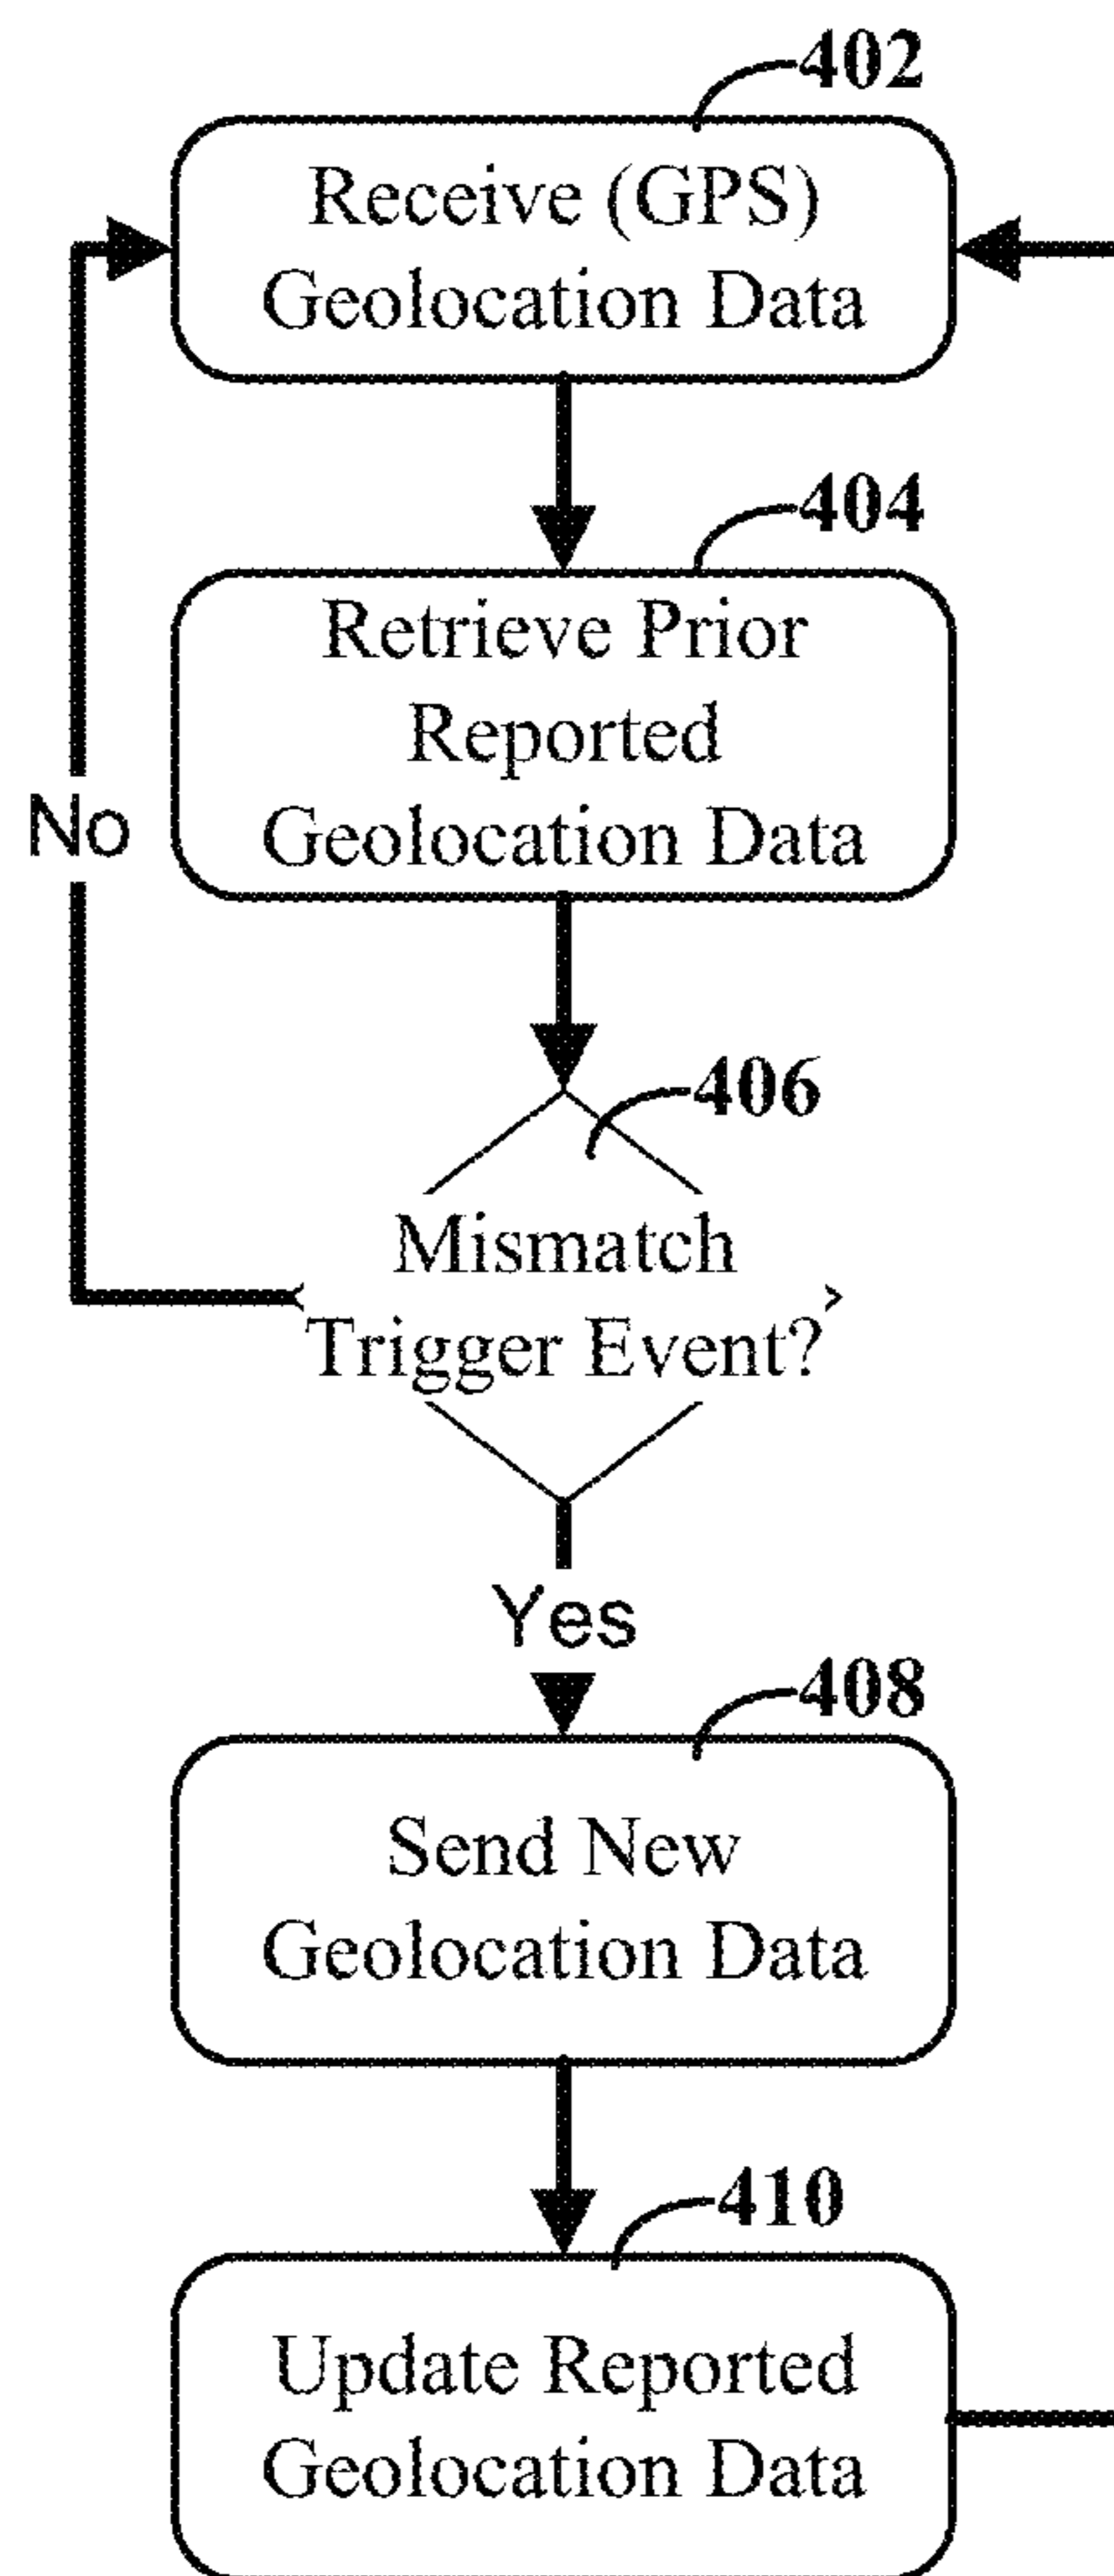 402
Receive (GPS)
Geolocation Data
404
Retrieve Prior
Reported
Geolocation Data
No
406
Mismatch
Trigger Event?
Yes
408
Send New
Geolocation Data
410
Update Reported
Geolocation Data